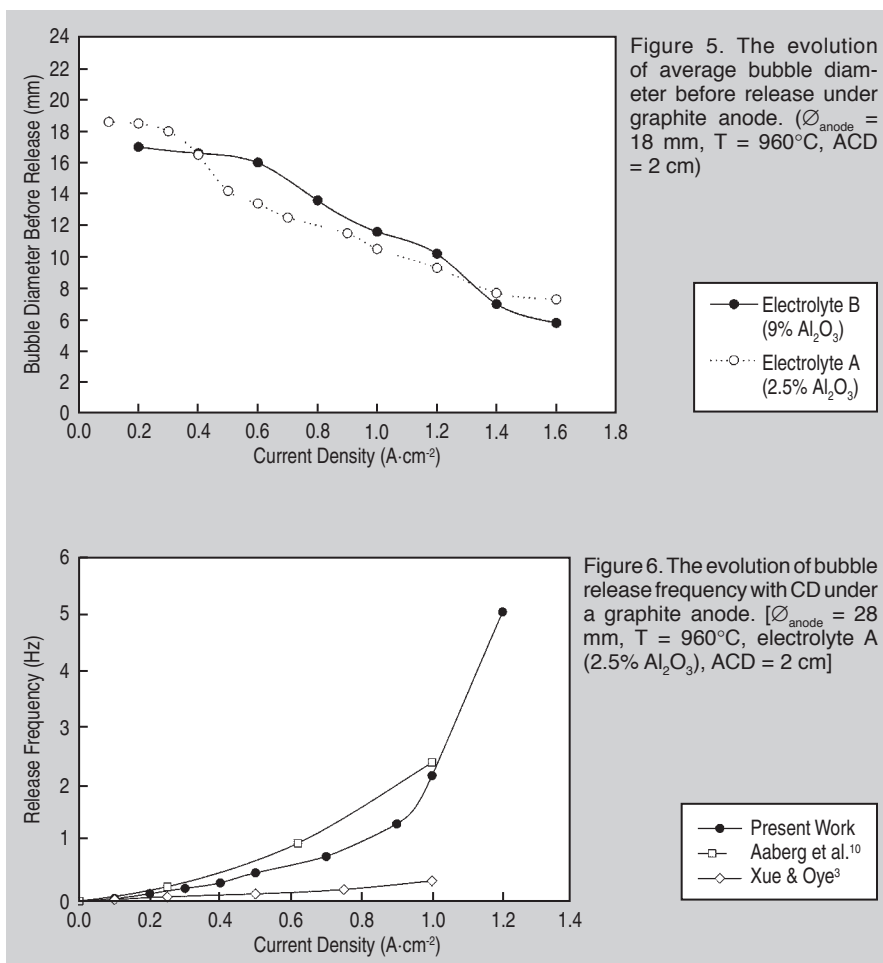 24
22
20
18
16
14
12
10
8
6
4
2
0
Bubble Diameter Before Release (mm)
0.0 0.2 0.4 0.6 0.8 1.0 1.2 1.4 1.6 1.8
Current Density (A·cm⁻²)
Figure 5. The evolution
of average bubble diam-
eter before release under
graphite anode. (∅anode =
18 mm, T = 960°C, ACD
= 2 cm)
Electrolyte B
(9% Al₂O₃)
Electrolyte A
(2.5% Al₂O₃)
6
5
4
3
2
1
0
Release Frequency (Hz)
0.0 0.2 0.4 0.6 0.8 1.0 1.2 1.4
Current Density (A·cm⁻²)
Figure 6. The evolution of bubble
release frequency with CD under
a graphite anode. [∅anode = 28
mm, T = 960°C, electrolyte A
(2.5% Al₂O₃), ACD = 2 cm]
Present Work
Aaberg et al.¹⁰
Xue & Oye³